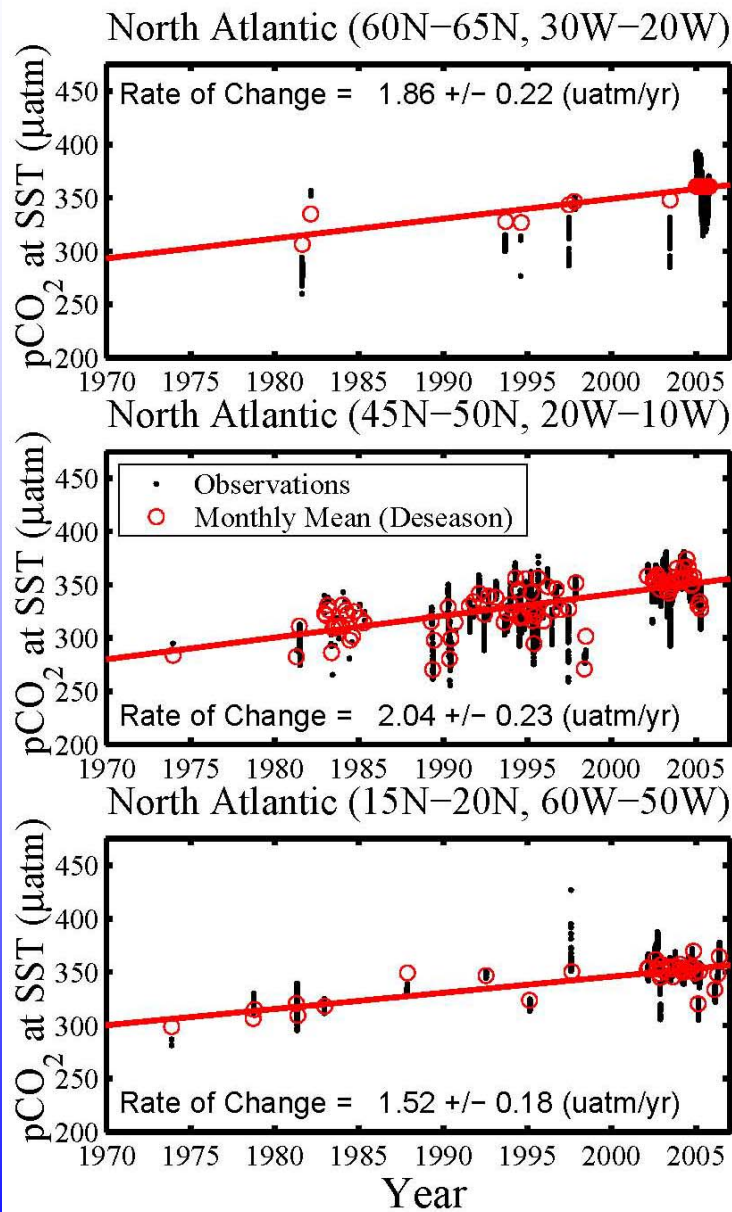 North Atlantic (60N−65N, 30W−20W)
Rate of Change = 1.86 +/− 0.22 (uatm/yr)
pCO2 at SST (µatm)
450
400
350
300
250
200
1970 1975 1980 1985 1990 1995 2000 2005
North Atlantic (45N−50N, 20W−10W)
Observations
Monthly Mean (Deseason)
Rate of Change = 2.04 +/− 0.23 (uatm/yr)
pCO2 at SST (µatm)
450
400
350
300
250
200
1970 1975 1980 1985 1990 1995 2000 2005
North Atlantic (15N−20N, 60W−50W)
Rate of Change = 1.52 +/− 0.18 (uatm/yr)
pCO2 at SST (µatm)
450
400
350
300
250
200
1970 1975 1980 1985 1990 1995 2000 2005
Year